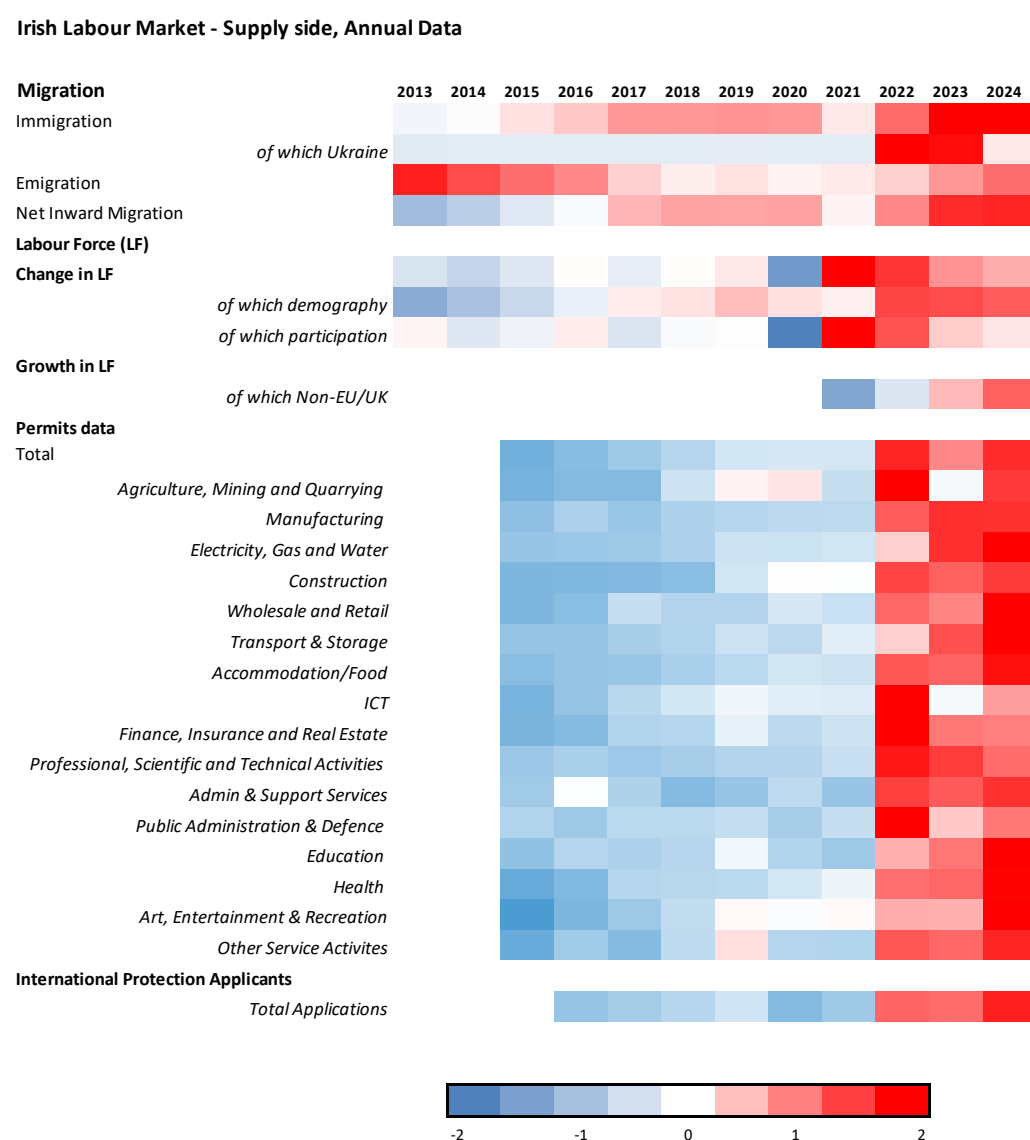 Irish Labour Market - Supply side, Annual Data
Migration 2013 2014 2015 2016 2017 2018 2019 2020 2021 2022 2023 2024
Immigration
of which Ukraine
Emigration
Net Inward Migration
Labour Force (LF)
Change in LF
of which demography
of which participation
Growth in LF
of which Non-EU/UK
Permits data
Total
Agriculture, Mining and Quarrying
Manufacturing
Electricity, Gas and Water
Construction
Wholesale and Retail
Transport & Storage
Accommodation/Food
ICT
Finance, Insurance and Real Estate
Professional, Scientific and Technical Activities
Admin & Support Services
Public Administration & Defence
Education
Health
Art, Entertainment & Recreation
Other Service Activites
International Protection Applicants
Total Applications
-2 -1 0 1 2